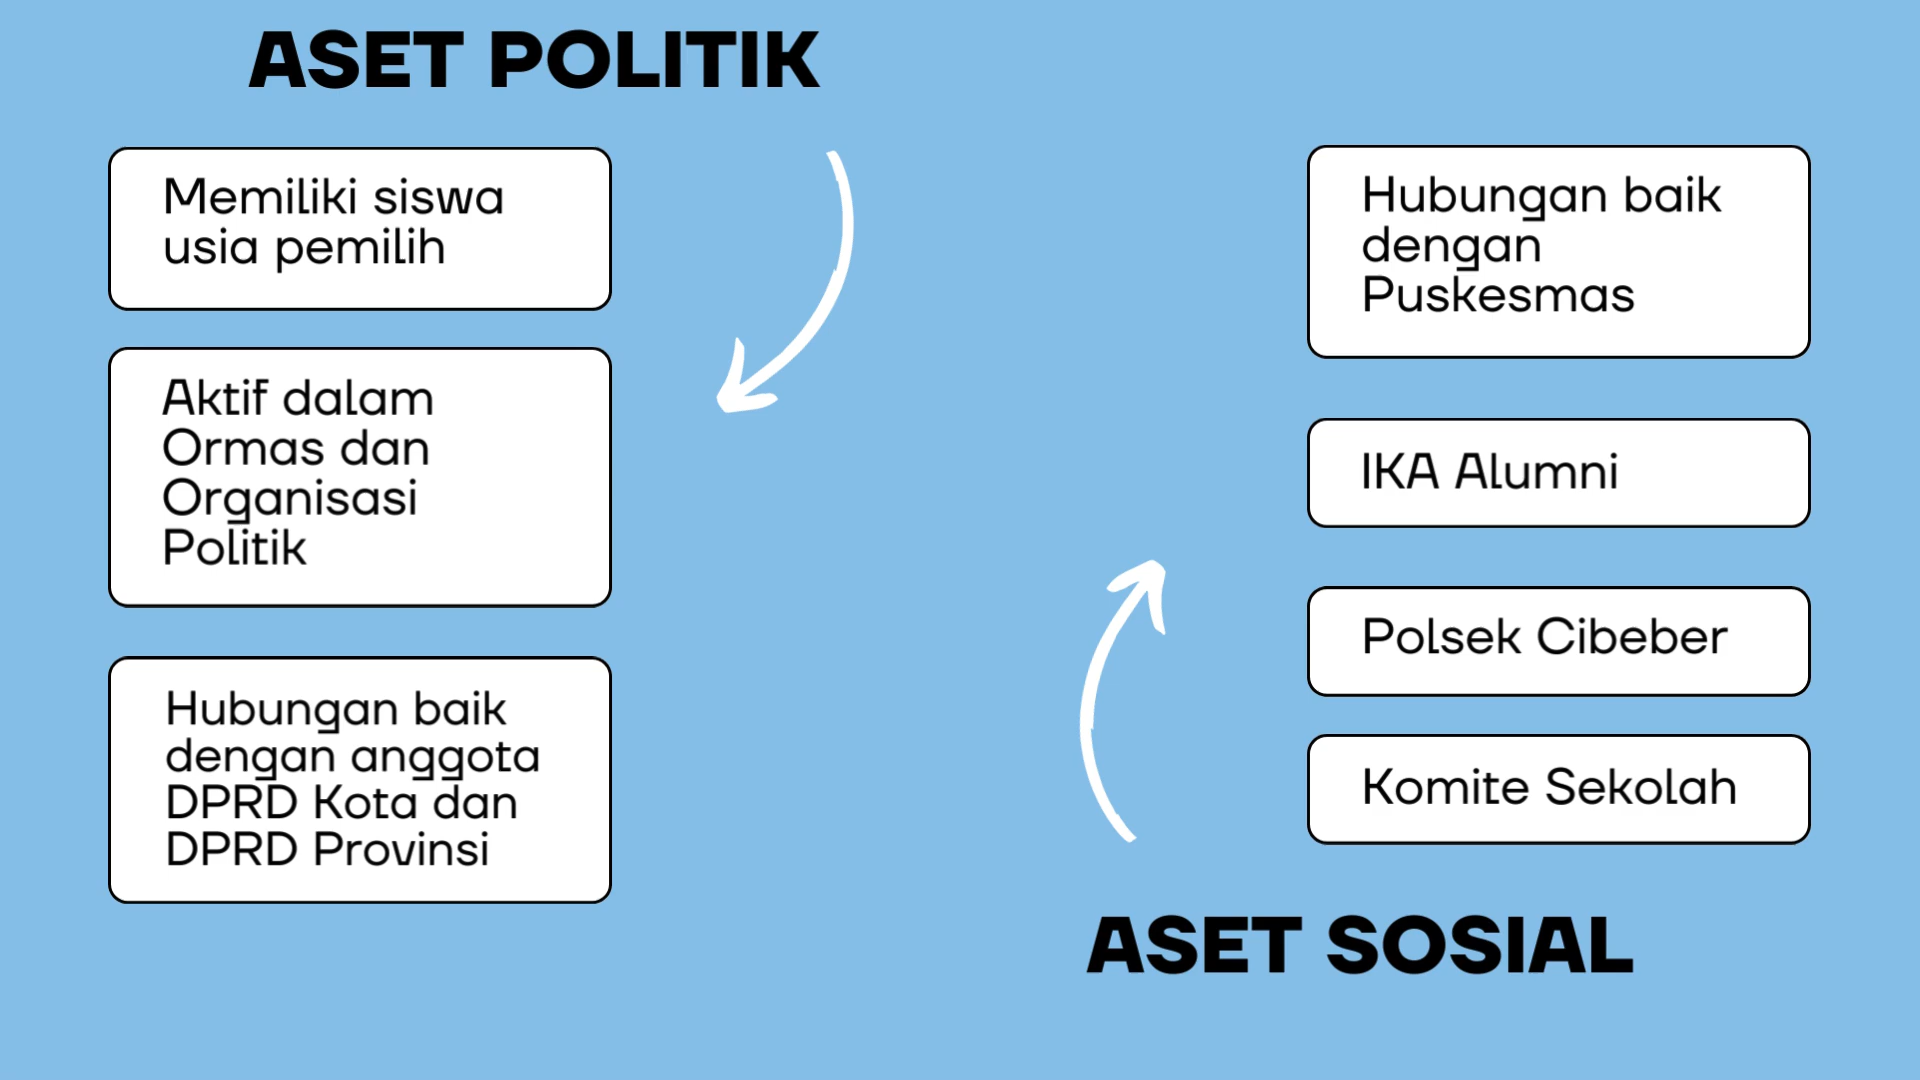 ASET POLITIK
Memiliki siswa
usia pemilih
Aktif dalam
Ormas dan
Organisasi
Politik
Hubungan baik
dengan anggota
DPRD Kota dan
DPRD Provinsi
Hubungan baik
dengan
Puskesmas
IKA Alumni
Polsek Cibeber
Komite Sekolah
ASET SOSIAL